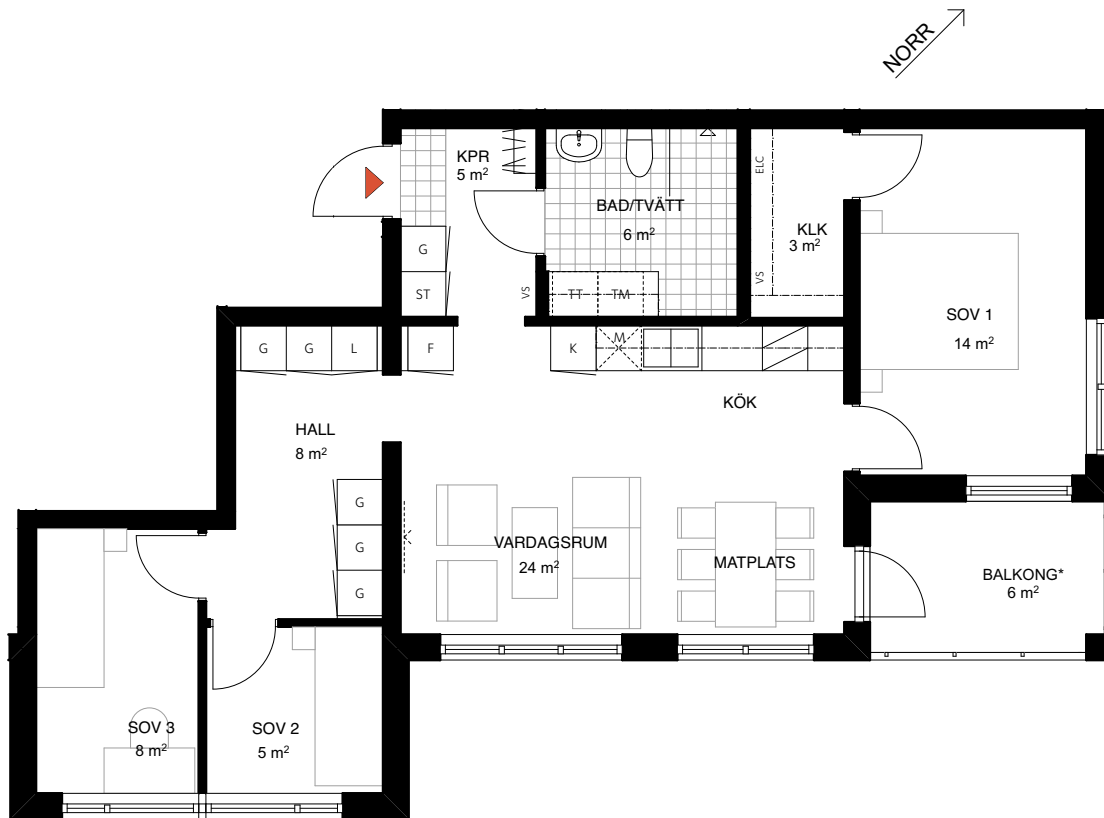 NORR
KPR
5 m²
BAD/TVÄTT
6 m²
ELC
VS
KLK
3 m²
G
ST
VS
TT
TM
SOV 1
14 m²
G
G
L
F
K
M
KÖK
HALL
8 m²
G
G
G
VARDAGSRUM
24 m²
MATPLATS
BALKONG*
6 m²
SOV 3
8 m²
SOV 2
5 m²